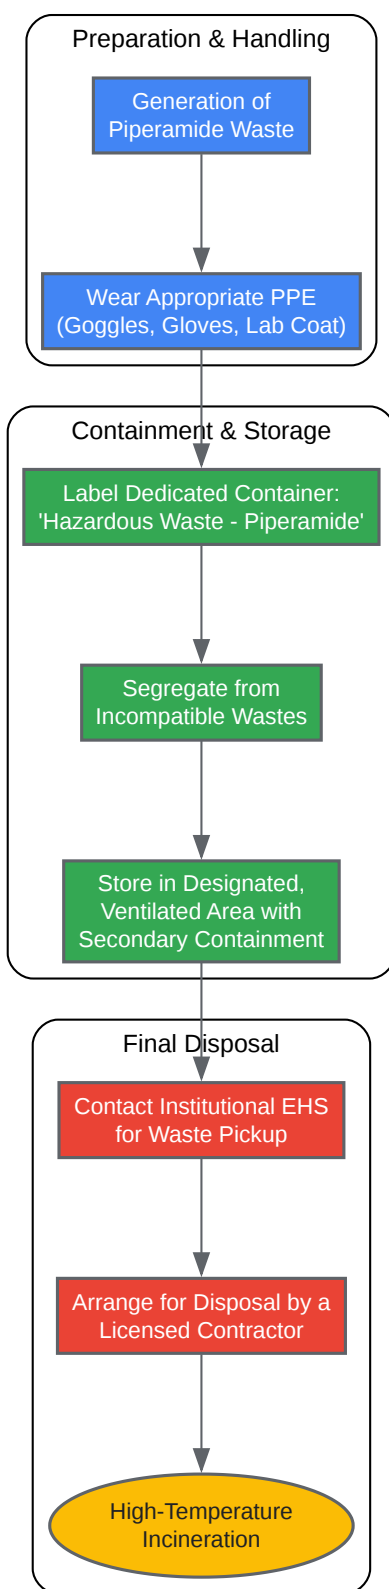 Preparation & Handling
Generation of
Piperamide Waste
Wear Appropriate PPE
(Goggles, Gloves, Lab Coat)
Containment & Storage
Label Dedicated Container:
'Hazardous Waste - Piperamide'
Segregate from
Incompatible Wastes
Store in Designated,
Ventilated Area with
Secondary Containment
Final Disposal
Contact Institutional EHS
for Waste Pickup
Arrange for Disposal by a
Licensed Contractor
High-Temperature
Incineration